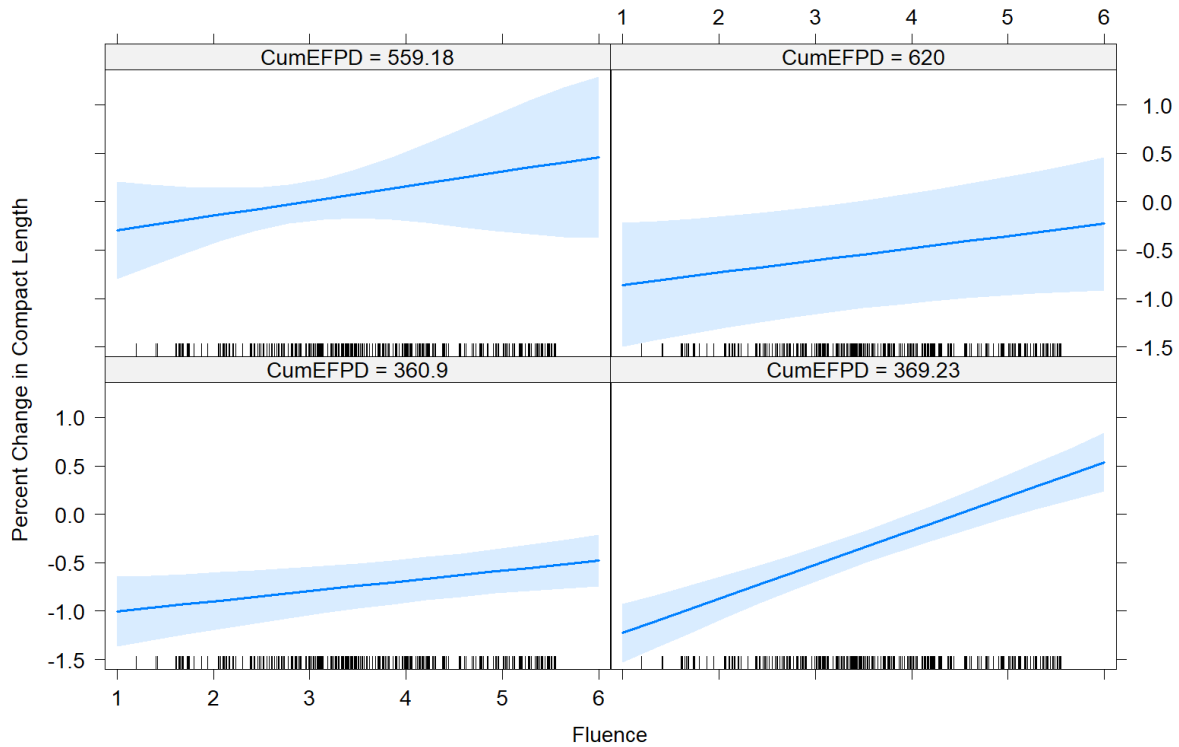 1 2 3 4 5 6
CumEFPD = 559.18
CumEFPD = 620
1.0
0.5
0.0
-0.5
-1.0
-1.5
Percent Change in Compact Length
CumEFPD = 360.9
CumEFPD = 369.23
1.0
0.5
0.0
-0.5
-1.0
-1.5
1 2 3 4 5 6
Fluence